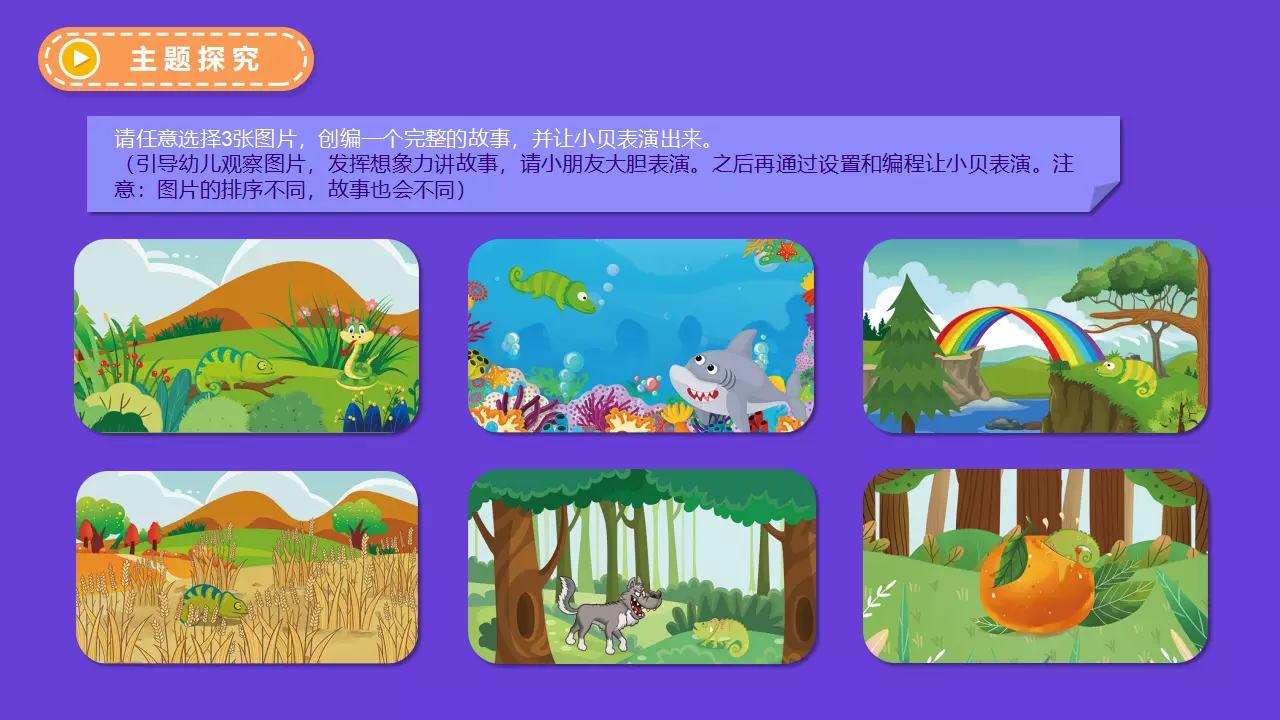 主题探究
请任意选择3张图片，创编一个完整的故事，并让小贝表演出来。
（引导幼儿观察图片，发挥想象力讲故事，请小朋友大胆表演。之后再通过设置和编程让小贝表演。注
意：图片的排序不同，故事也会不同）